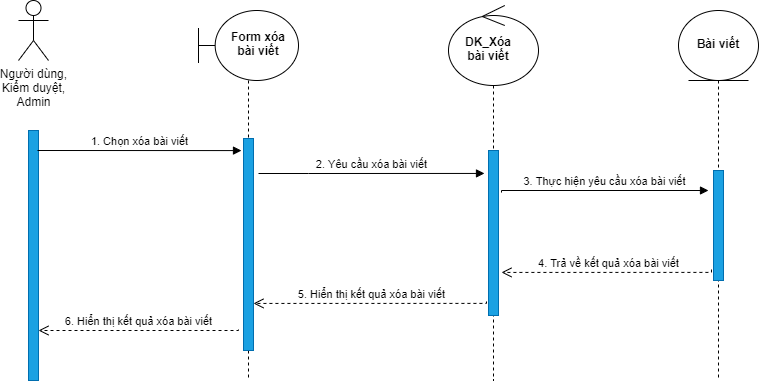 Form xóa
bài viết
DK_Xóa
bài viết
Bài viết
Người dùng,
Kiểm duyệt,
Admin
1. Chọn xóa bài viết
2. Yêu cầu xóa bài viết
3. Thực hiện yêu cầu xóa bài viết
4. Trả về kết quả xóa bài viết
5. Hiển thị kết quả xóa bài viết
6. Hiển thị kết quả xóa bài viết